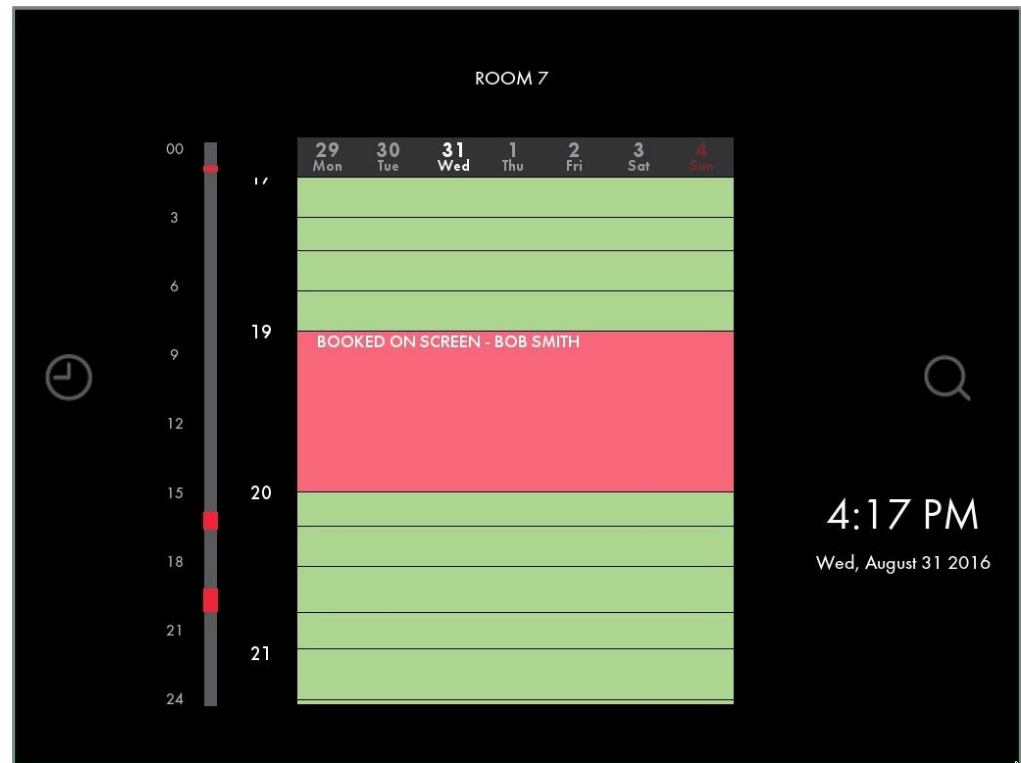 ROOM 7
29 30 31 1 2 3 4
Mon Tue Wed Thu Fri Sat Sun
00
3
6
9
12
15
18
21
24
17
19
20
21
BOOKED ON SCREEN - BOB SMITH
4:17 PM
Wed, August 31 2016